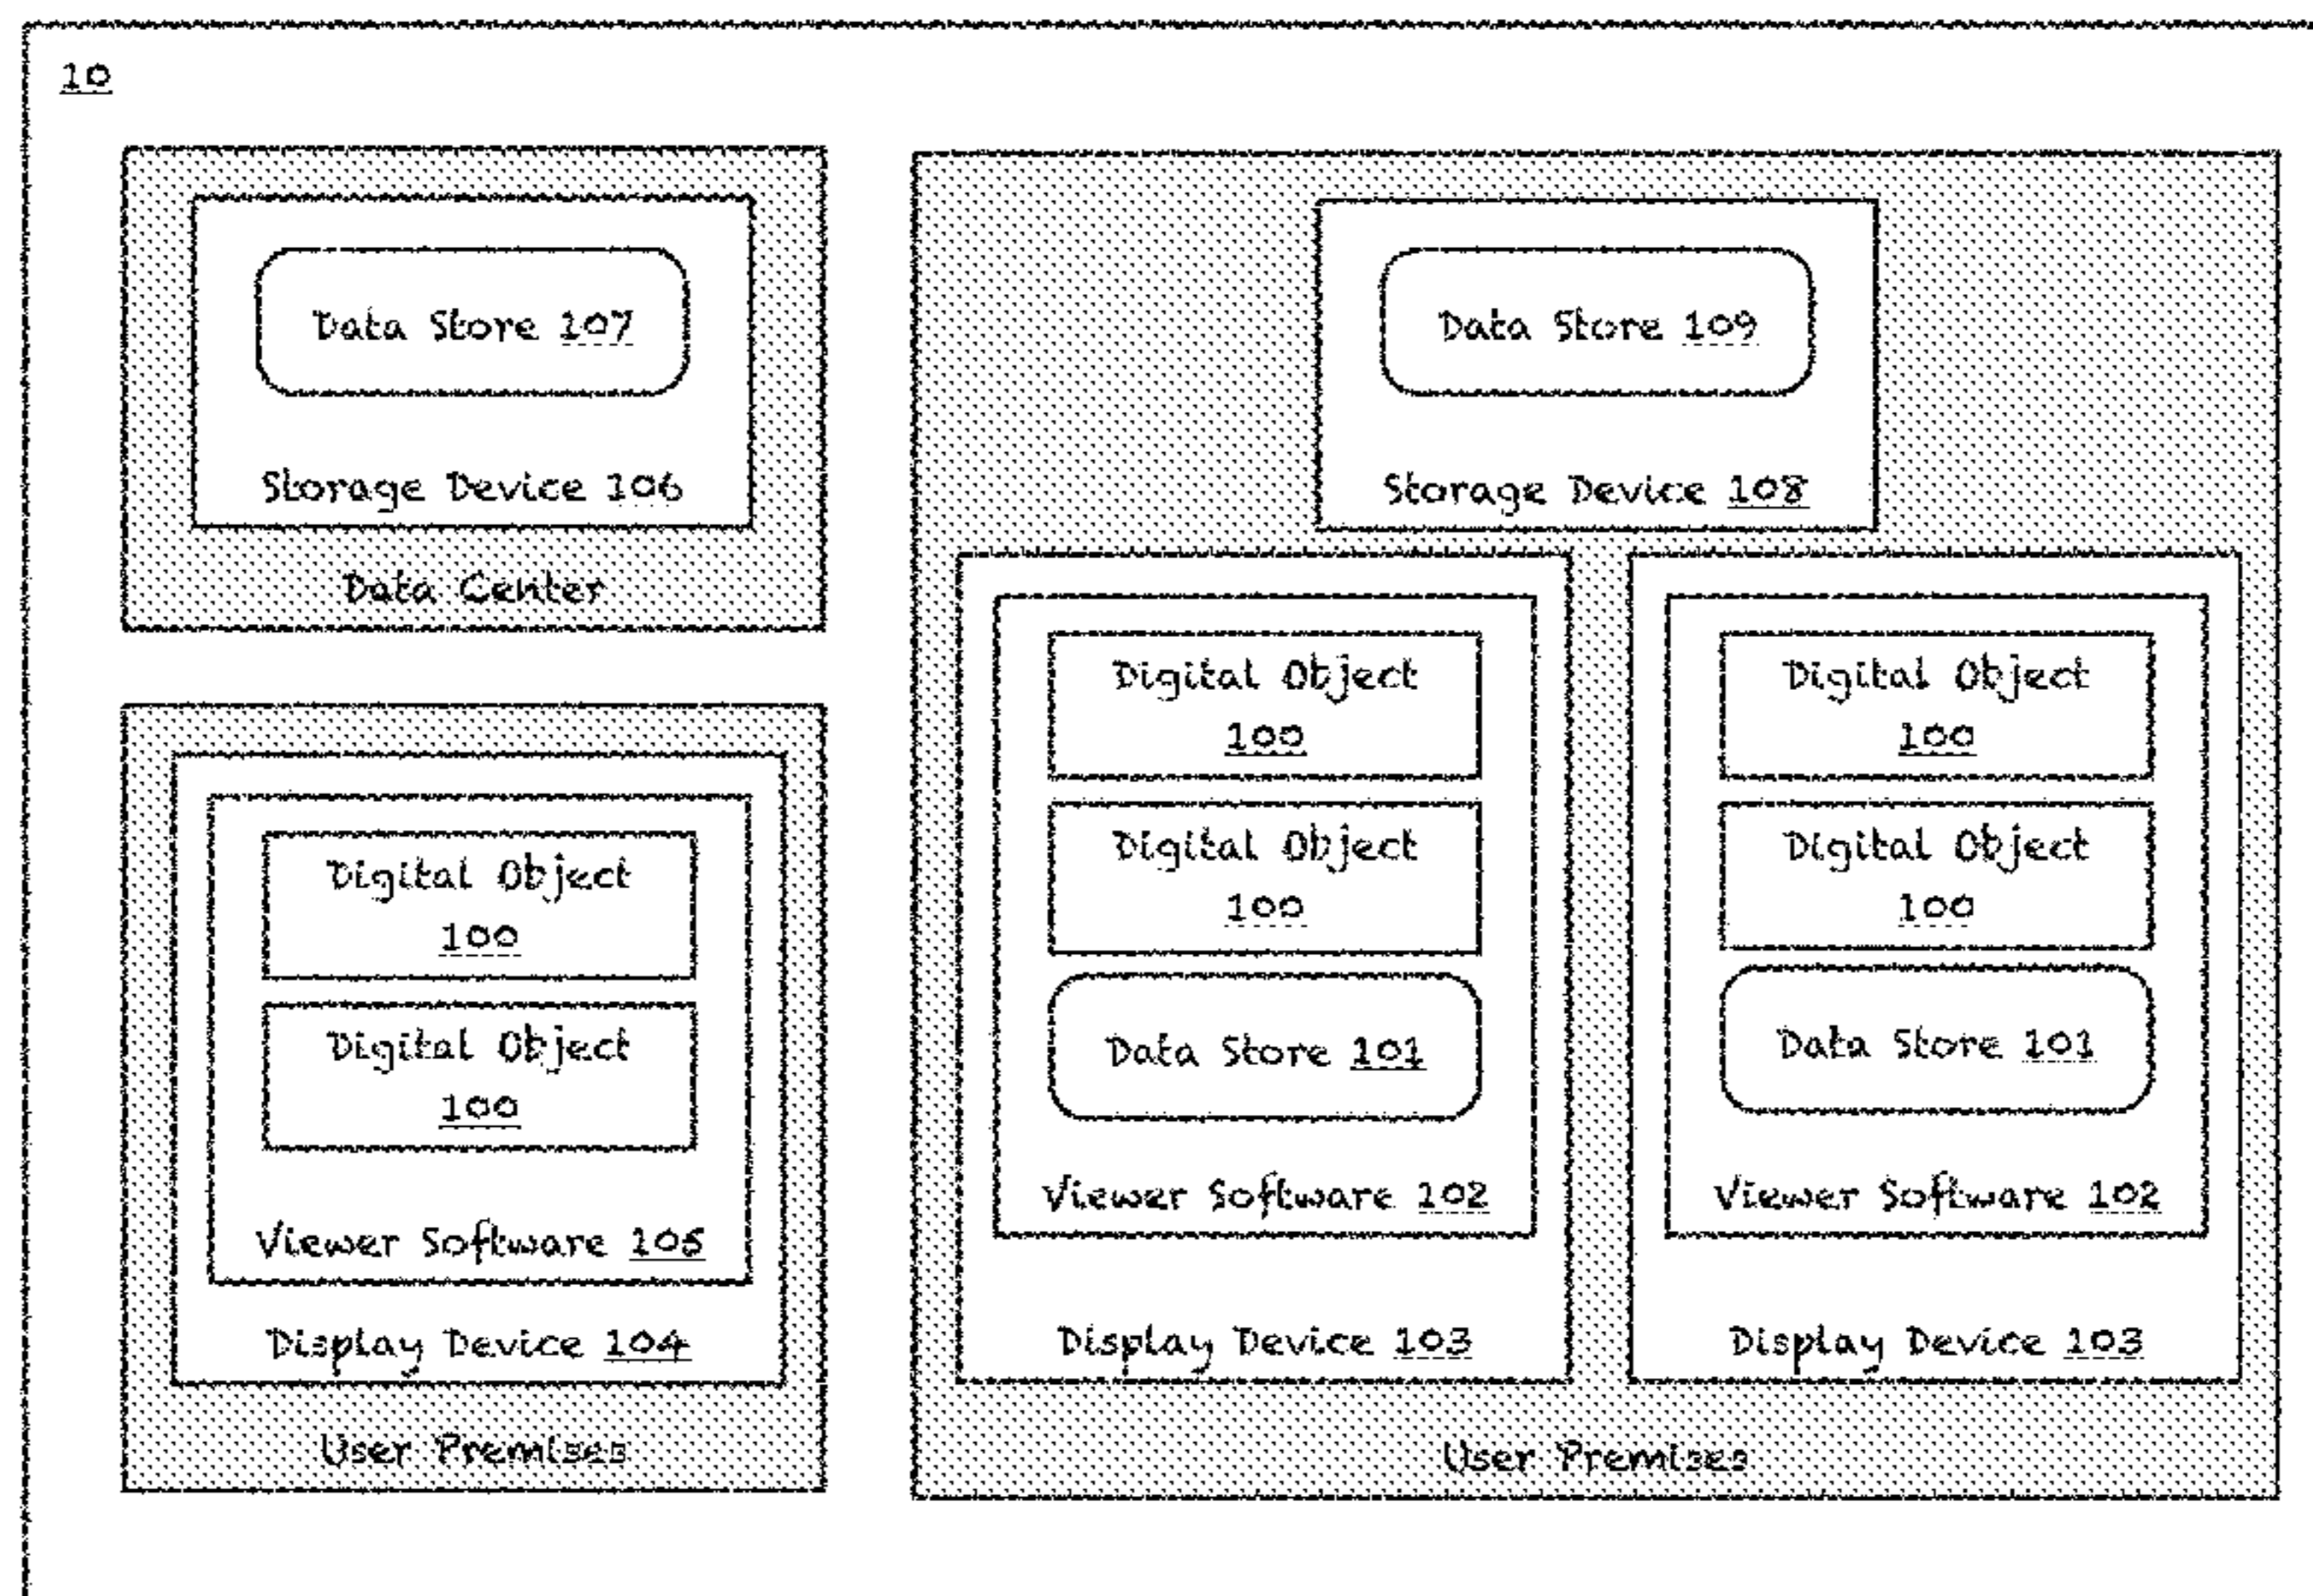 10
Data Store 107
Storage Device 106
Data Center
Digital Object
100
Digital Object
100
Viewer Software 105
Display Device 104
User Premises
Data Store 109
Storage Device 108
Digital Object
100
Digital Object
100
Data Store 101
Viewer Software 102
Display Device 103
Digital Object
100
Digital Object
100
Data Store 101
Viewer Software 102
Display Device 103
User Premises